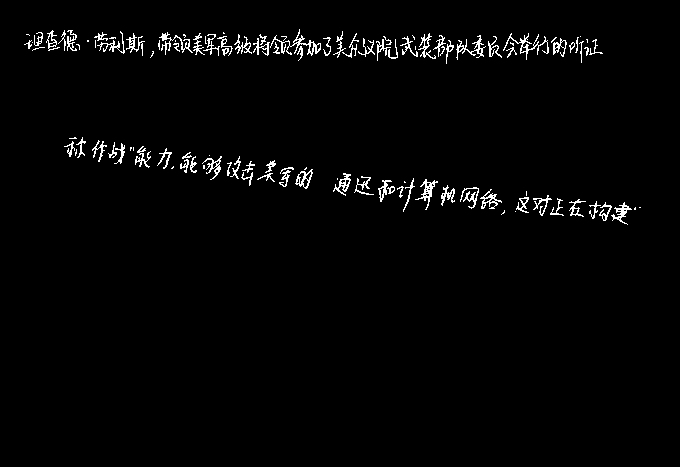 理查德·劳利斯，带领美军高级将领参加了美众议院武装部队委员会举行的听证
称作战"能力，能够攻击美军的 通迅和计算机网络，这对正在构建"